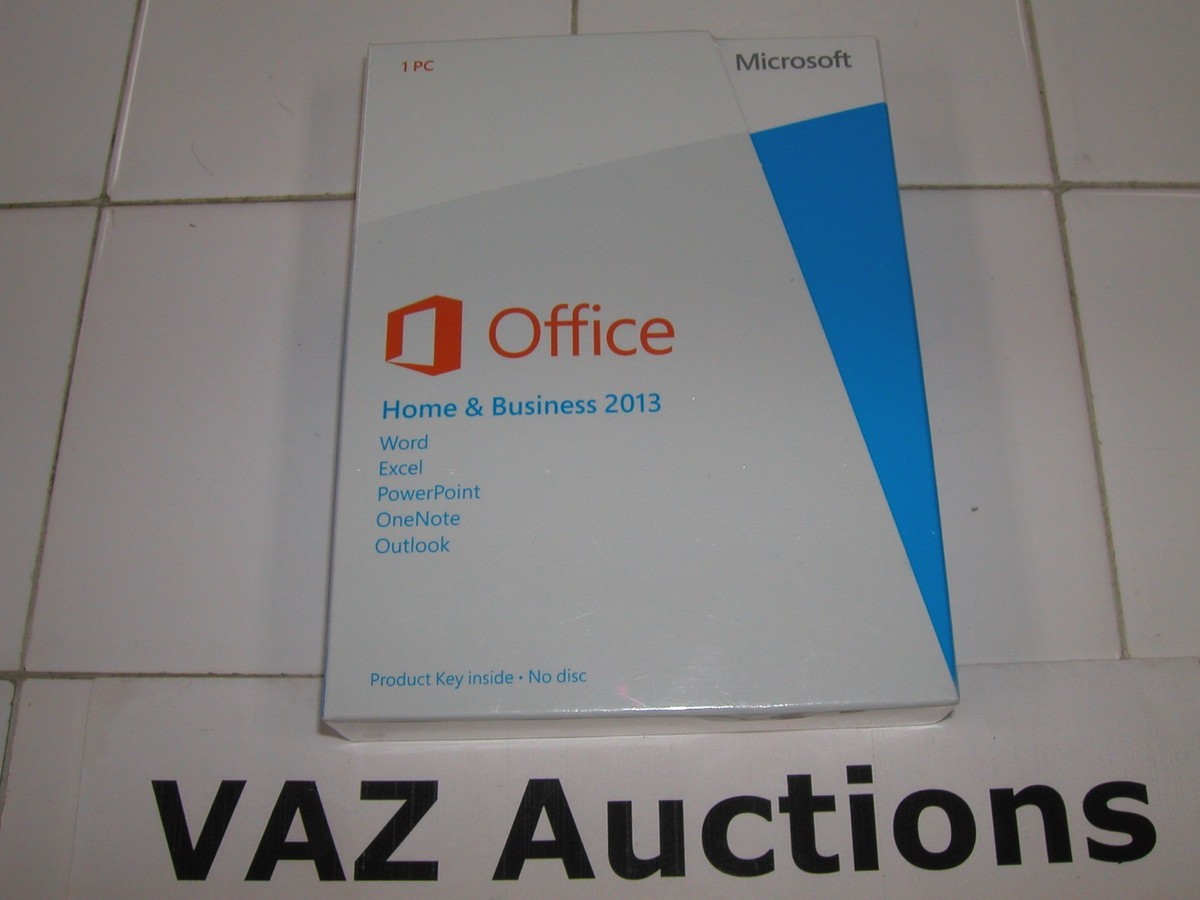 1 PC
Microsoft
Office
Home & Business 2013
Word
Excel
PowerPoint
OneNote
Outlook
Product Key inside • No disc
VAZ Auctions